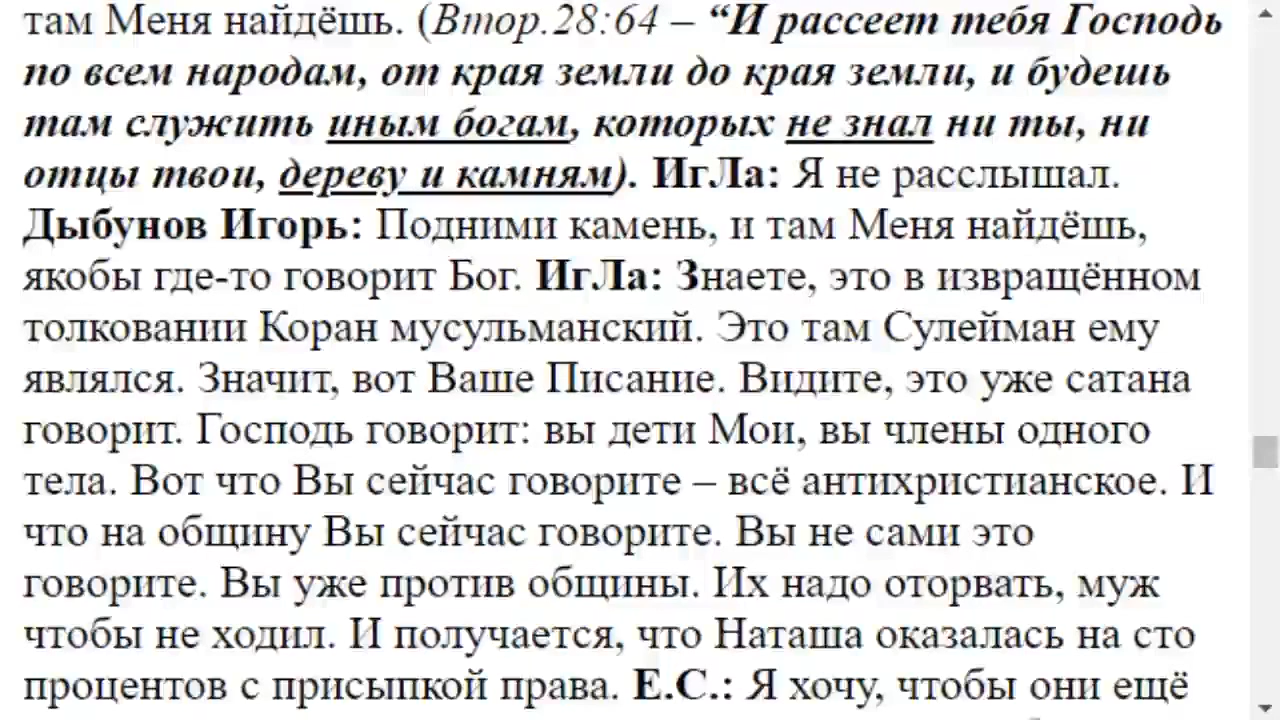 там Меня найдёшь. (Втор.28:64 – “И рассеет тебя Господь
по всем народам, от края земли до края земли, и будешь
там служить иным богам, которых не знал ни ты, ни
отцы твои, дереву и камням). ИгЛа: Я не расслышал.
Дыбунов Игорь: Подними камень, и там Меня найдёшь,
якобы где-то говорит Бог. ИгЛа: Знаете, это в извращённом
толковании Коран мусульманский. Это там Сулейман ему
являлся. Значит, вот Ваше Писание. Видите, это уже сатана
говорит. Господь говорит: вы дети Мои, вы члены одного
тела. Вот что Вы сейчас говорите – всё антихристианское. И
что на общину Вы сейчас говорите. Вы не сами это
говорите. Вы уже против общины. Их надо оторвать, муж
чтобы не ходил. И получается, что Наташа оказалась на сто
процентов с присыпкой права. Е.С.: Я хочу, чтобы они ещё